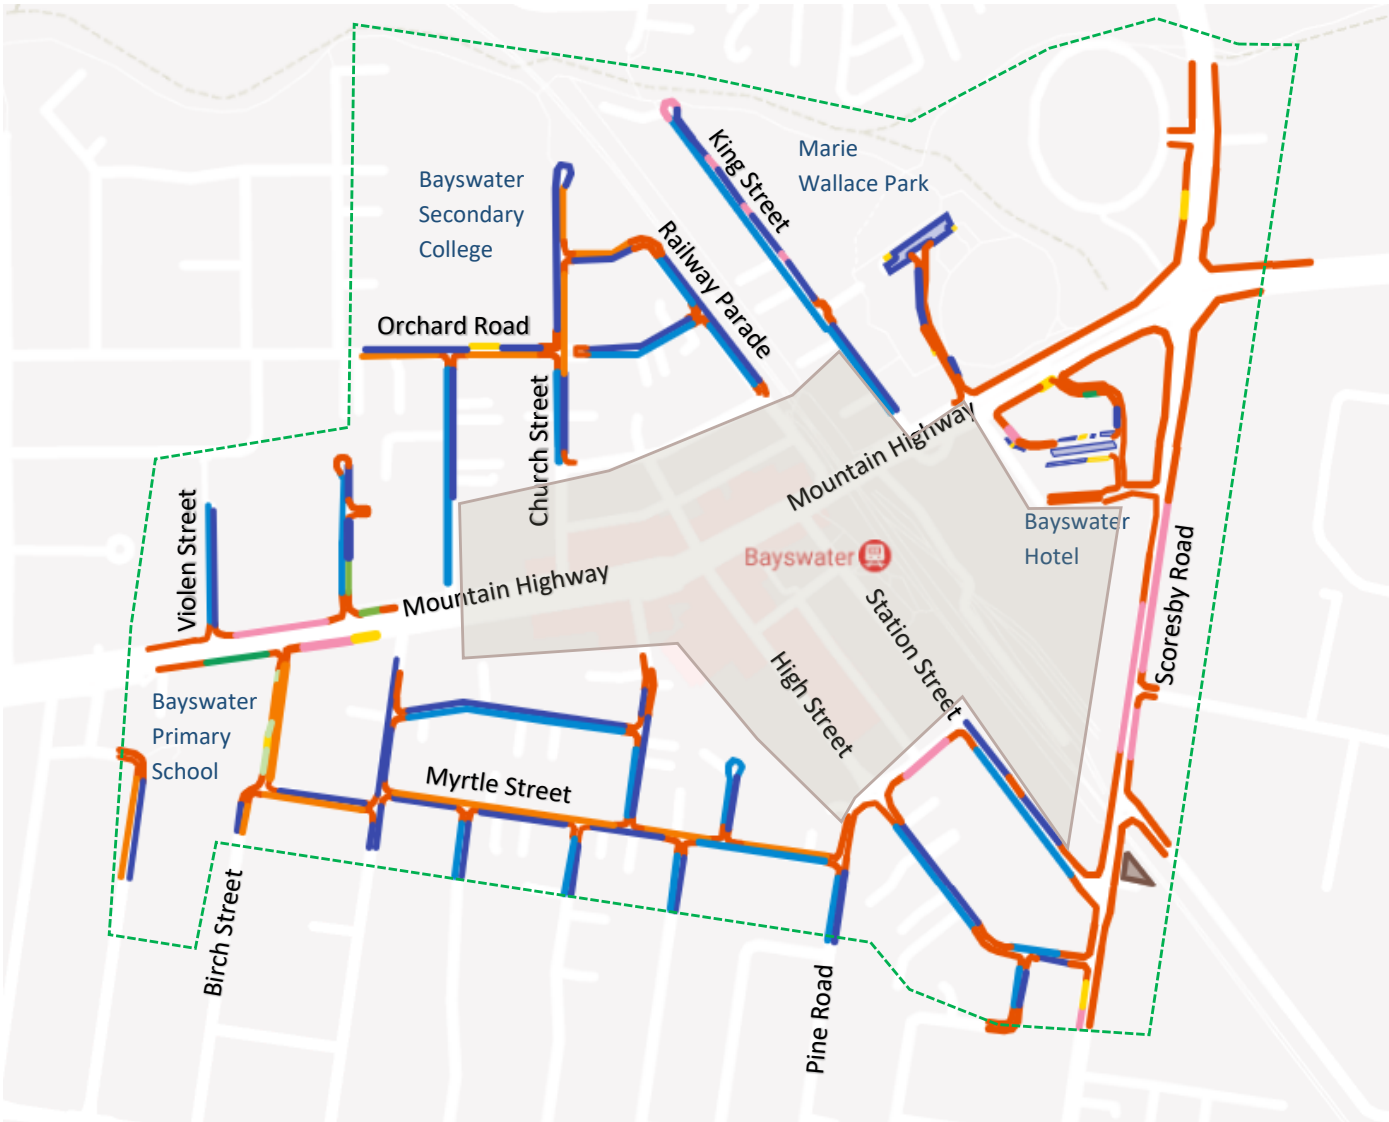 King Street
Marie
Wallace Park
Bayswater
Secondary
College
Railway Parade
Orchard Road
Church Street
Mountain Highway
Violen Street
Bayswater
Hotel
Bayswater
Mountain Highway
Scoresby Road
Station Street
High Street
Bayswater
Primary
School
Myrtle Street
Birch Street
Pine Road